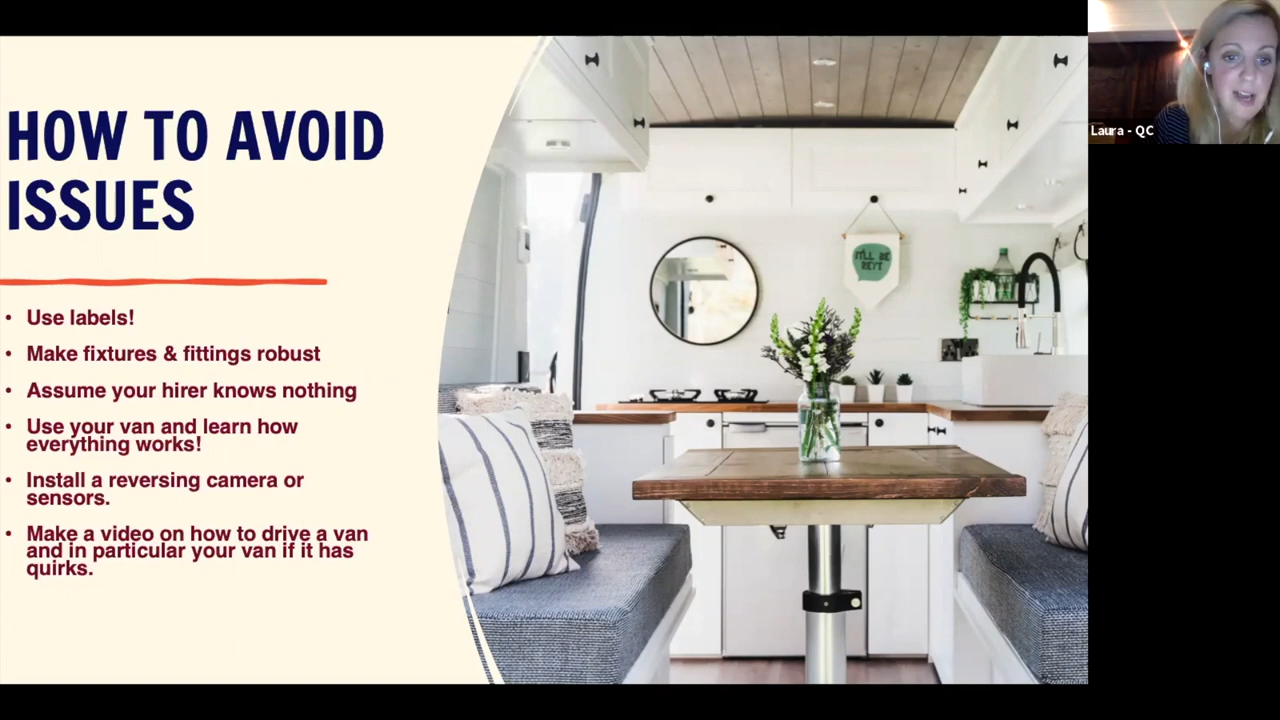 HOW TO AVOID
ISSUES
• Use labels!
• Make fixtures & fittings robust
• Assume your hirer knows nothing
• Use your van and learn how
everything works!
• Install a reversing camera or
sensors.
• Make a video on how to drive a van
and in particular your van if it has
quirks.
IT'LL BE
REYT
Laura - QC